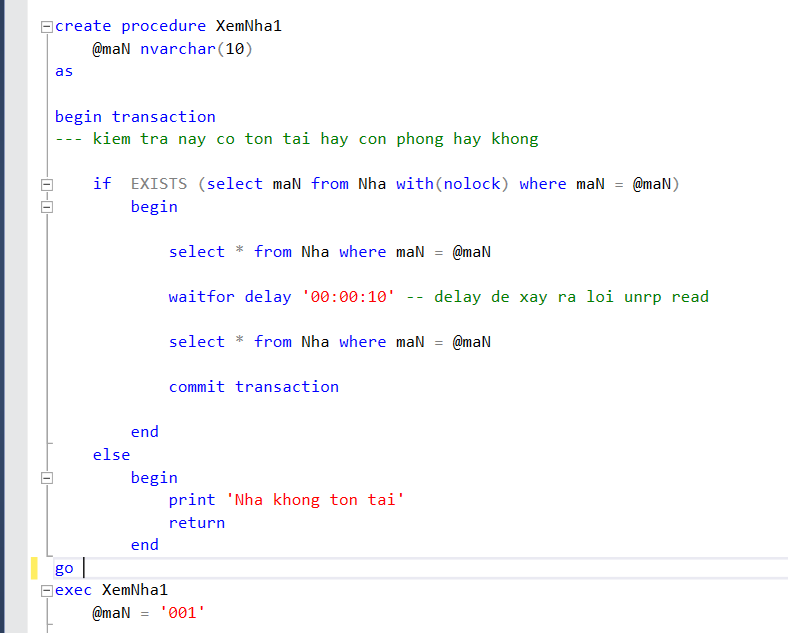 create procedure XemNha1
@maN nvarchar(10)
as
begin transaction
--- kiem tra nay co ton tai hay con phong hay khong
if  EXISTS (select maN from Nha with(nolock) where maN = @maN)
begin
select * from Nha where maN = @maN
waitfor delay '00:00:10' -- delay de xay ra loi unrp read
select * from Nha where maN = @maN
commit transaction
end
else
begin
print 'Nha khong ton tai'
return
end
go
exec XemNha1
@maN = '001'